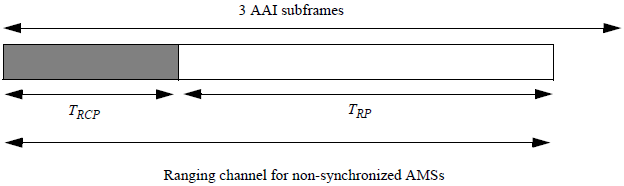 3 AAI subframes
T_RCP
T_RP
Ranging channel for non-synchronized AMSs